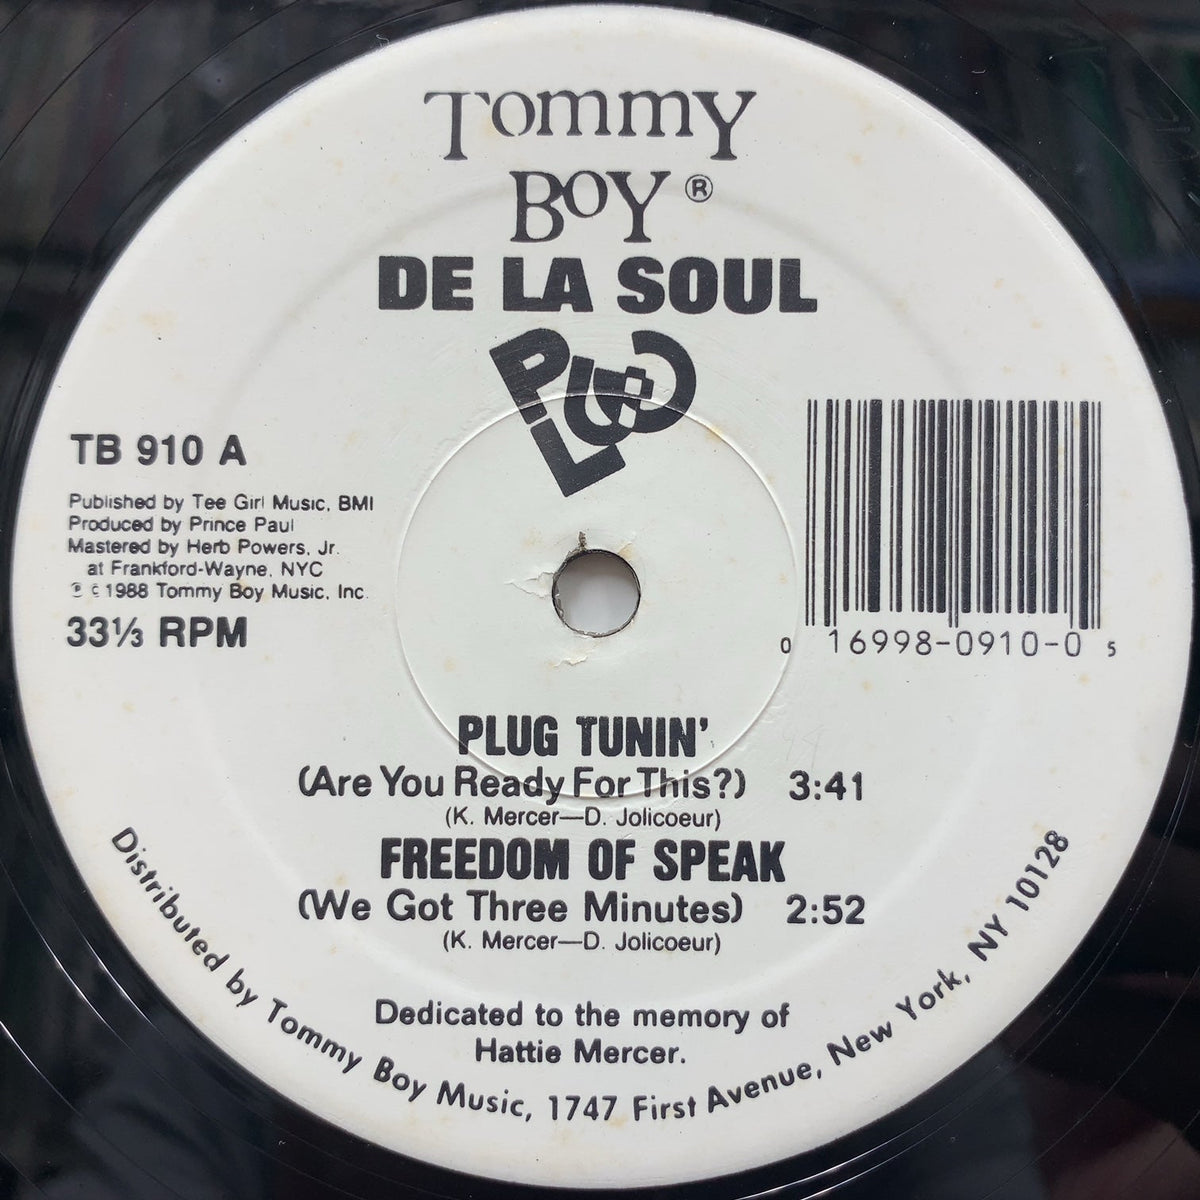 Tommy
Boy®
DE LA SOUL
PLUG
TB 910 A
Published by Tee Girl Music, BMI
Produced by Prince Paul
Mastered by Herb Powers, Jr.
at Frankford-Wayne, NYC
℗ © 1988 Tommy Boy Music, Inc.
33⅓ RPM
0 16998-0910-0 5
PLUG TUNIN'
(Are You Ready For This?) 3:41
(K. Mercer—D. Jolicoeur)
FREEDOM OF SPEAK
(We Got Three Minutes) 2:52
(K. Mercer—D. Jolicoeur)
Dedicated to the memory of
Hattie Mercer.
Distributed by Tommy Boy Music, 1747 First Avenue, New York, NY 10128